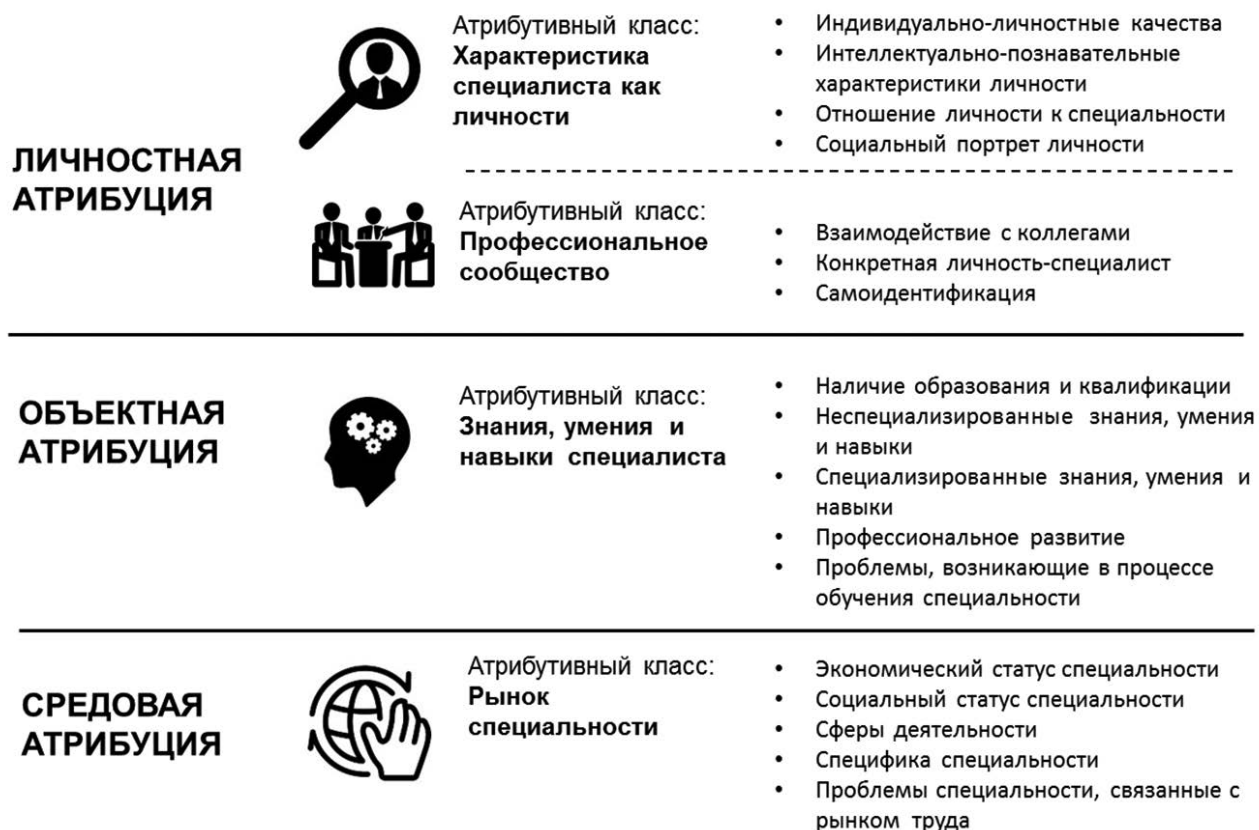 ЛИЧНОСТНАЯ
АТРИБУЦИЯ
Атрибутивный класс:
Характеристика
специалиста как
личности
• Индивидуально-личностные качества
• Интеллектуально-познавательные
характеристики личности
• Отношение личности к специальности
• Социальный портрет личности
Атрибутивный класс:
Профессиональное
сообщество
• Взаимодействие с коллегами
• Конкретная личность-специалист
• Самоидентификация
ОБЪЕКТНАЯ
АТРИБУЦИЯ
Атрибутивный класс:
Знания, умения и
навыки специалиста
• Наличие образования и квалификации
• Неспециализированные знания, умения
и навыки
• Специализированные знания, умения и
навыки
• Профессиональное развитие
• Проблемы, возникающие в процессе
обучения специальности
СРЕДОВАЯ
АТРИБУЦИЯ
Атрибутивный класс:
Рынок
специальности
• Экономический статус специальности
• Социальный статус специальности
• Сферы деятельности
• Специфика специальности
• Проблемы специальности, связанные с
рынком труда